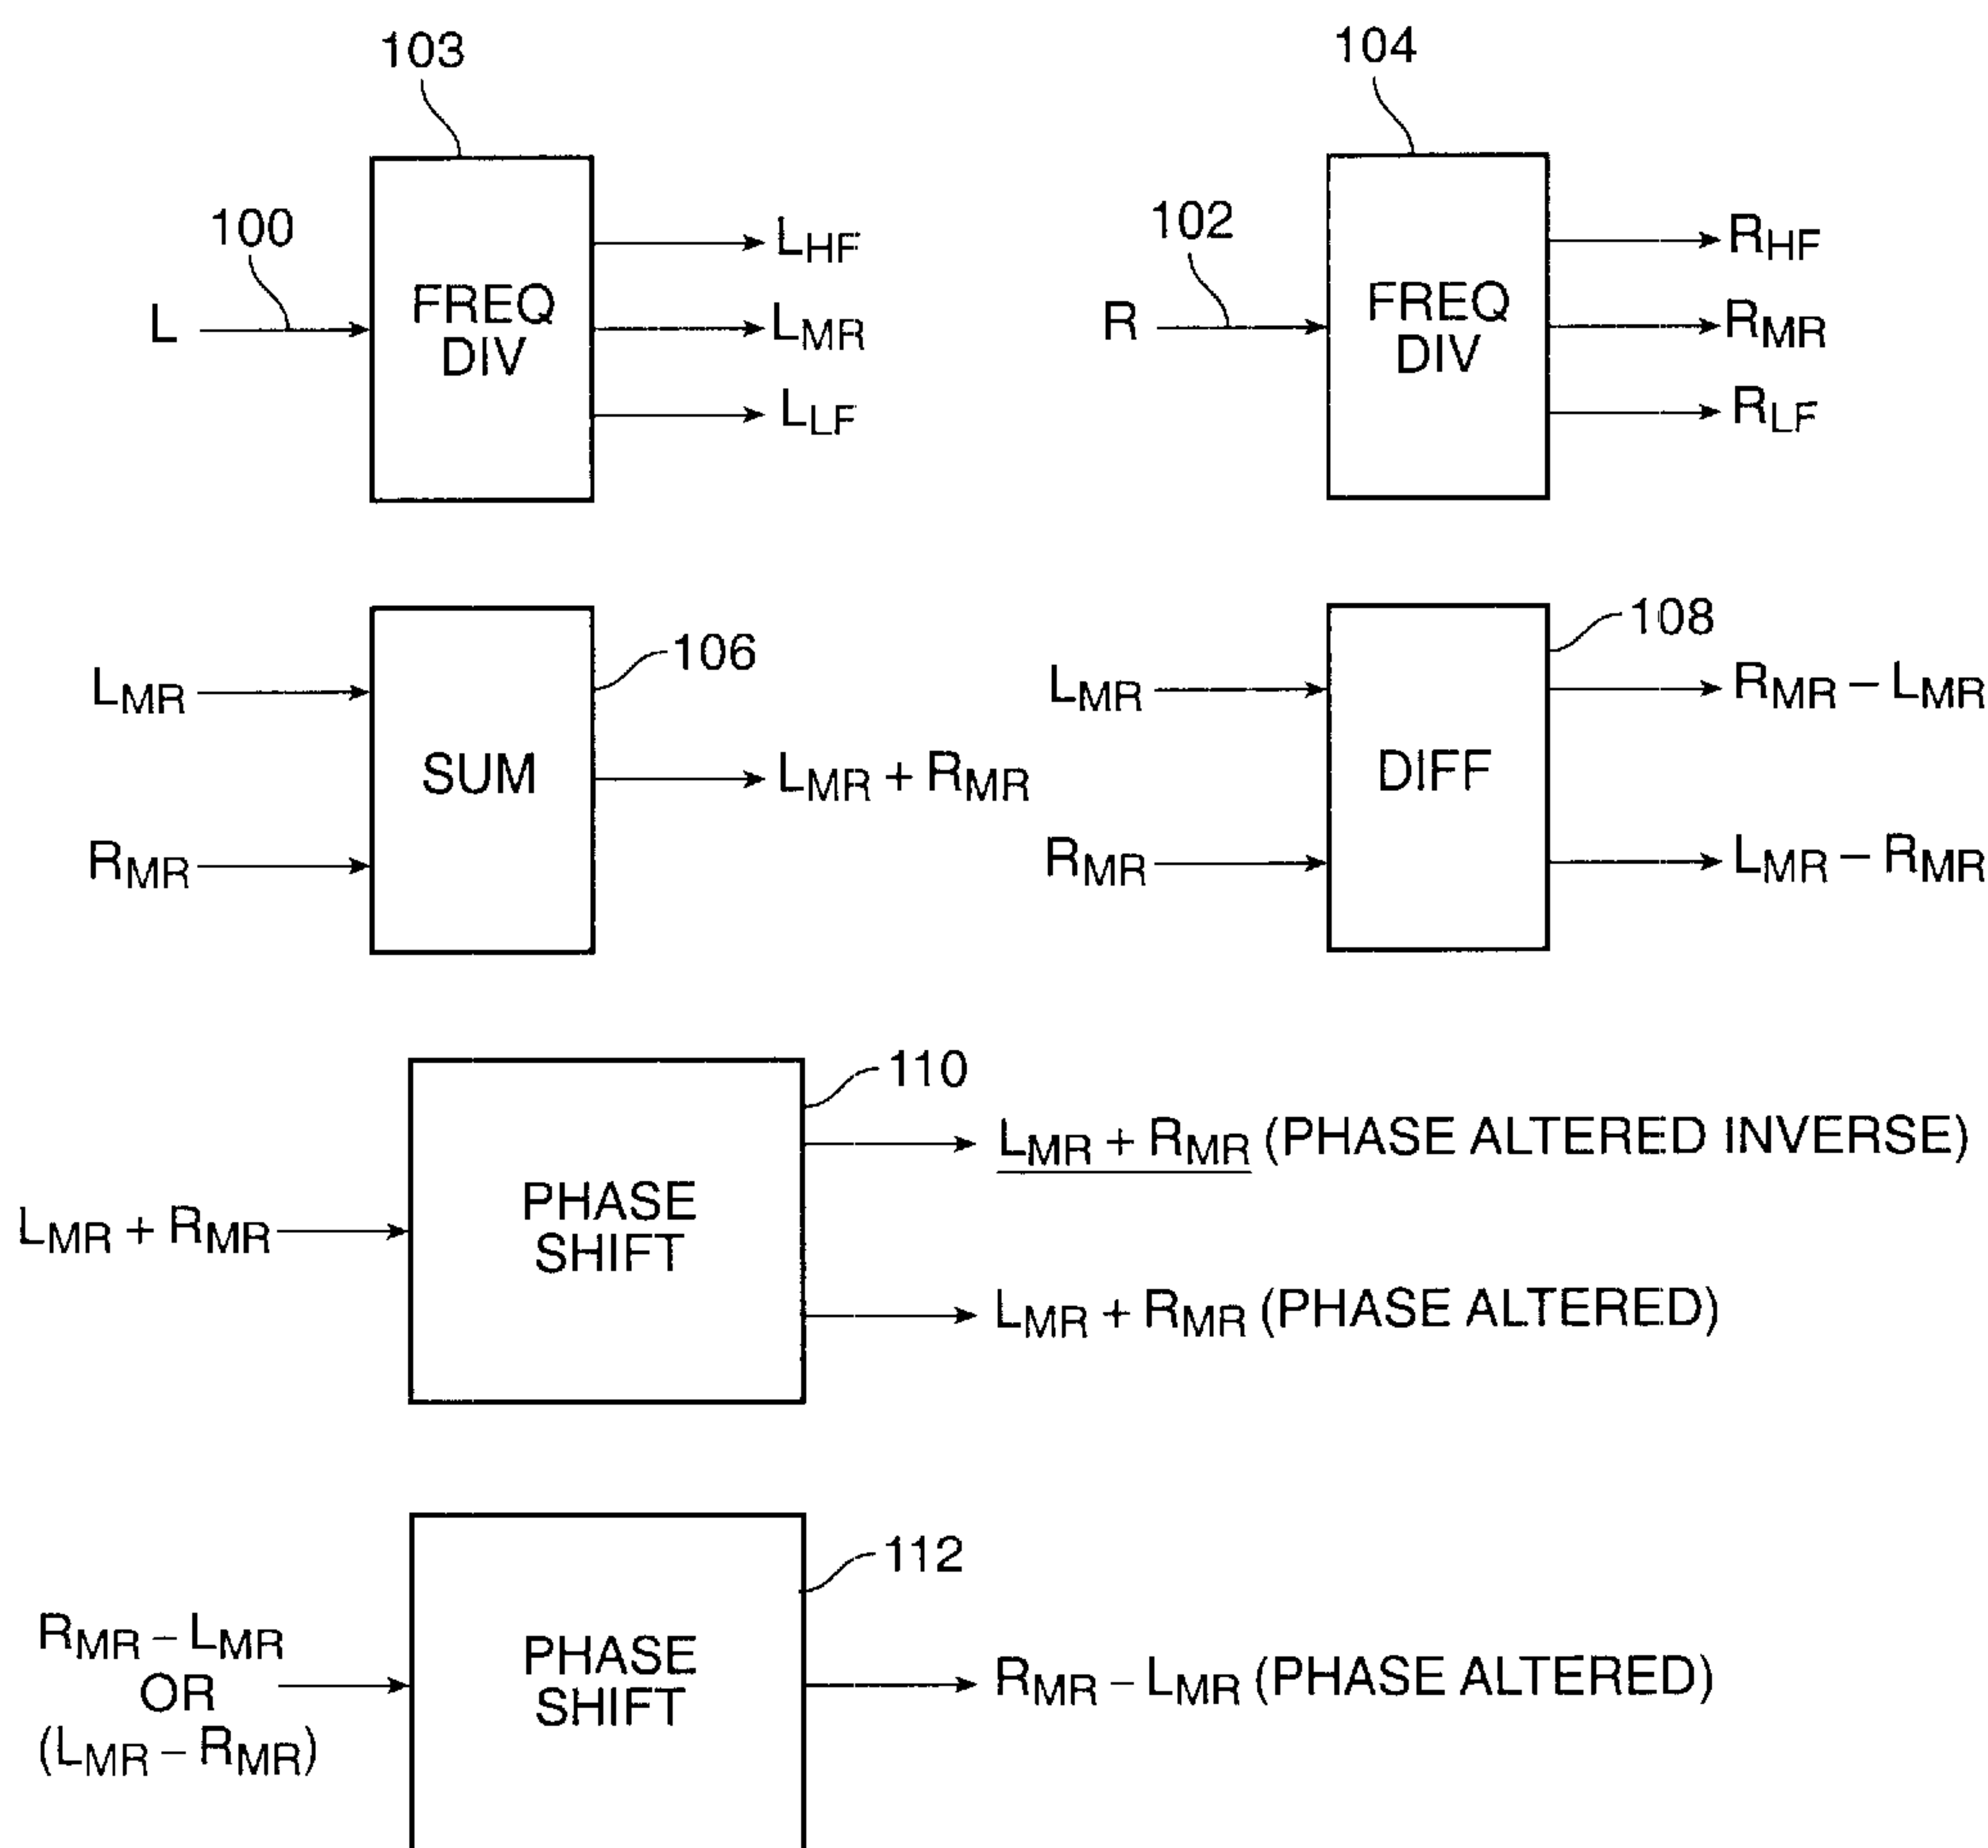 103
104
100
L
FREQ
DIV
LHF
LMR
LLF
102
R
FREQ
DIV
RHF
RMR
RLF
LMR
RMR
SUM
106
LMR + RMR
LMR
RMR
DIFF
108
RMR – LMR
LMR – RMR
LMR + RMR
PHASE
SHIFT
110
LMR + RMR (PHASE ALTERED INVERSE)
LMR + RMR (PHASE ALTERED)
RMR – LMR
OR
(LMR – RMR)
PHASE
SHIFT
112
RMR – LMR (PHASE ALTERED)